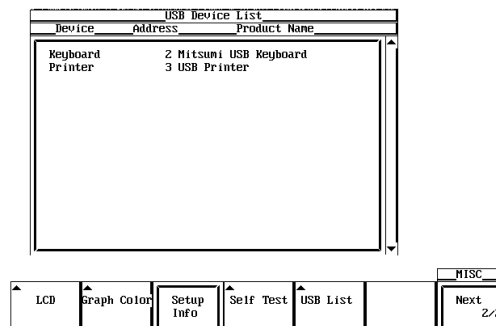 USB Device List
Device Address Product Name
Keyboard 2 Mitsumi USB Keyboard
Printer 3 USB Printer
MISC
LCD Graph Color Setup Info Self Test USB List Next